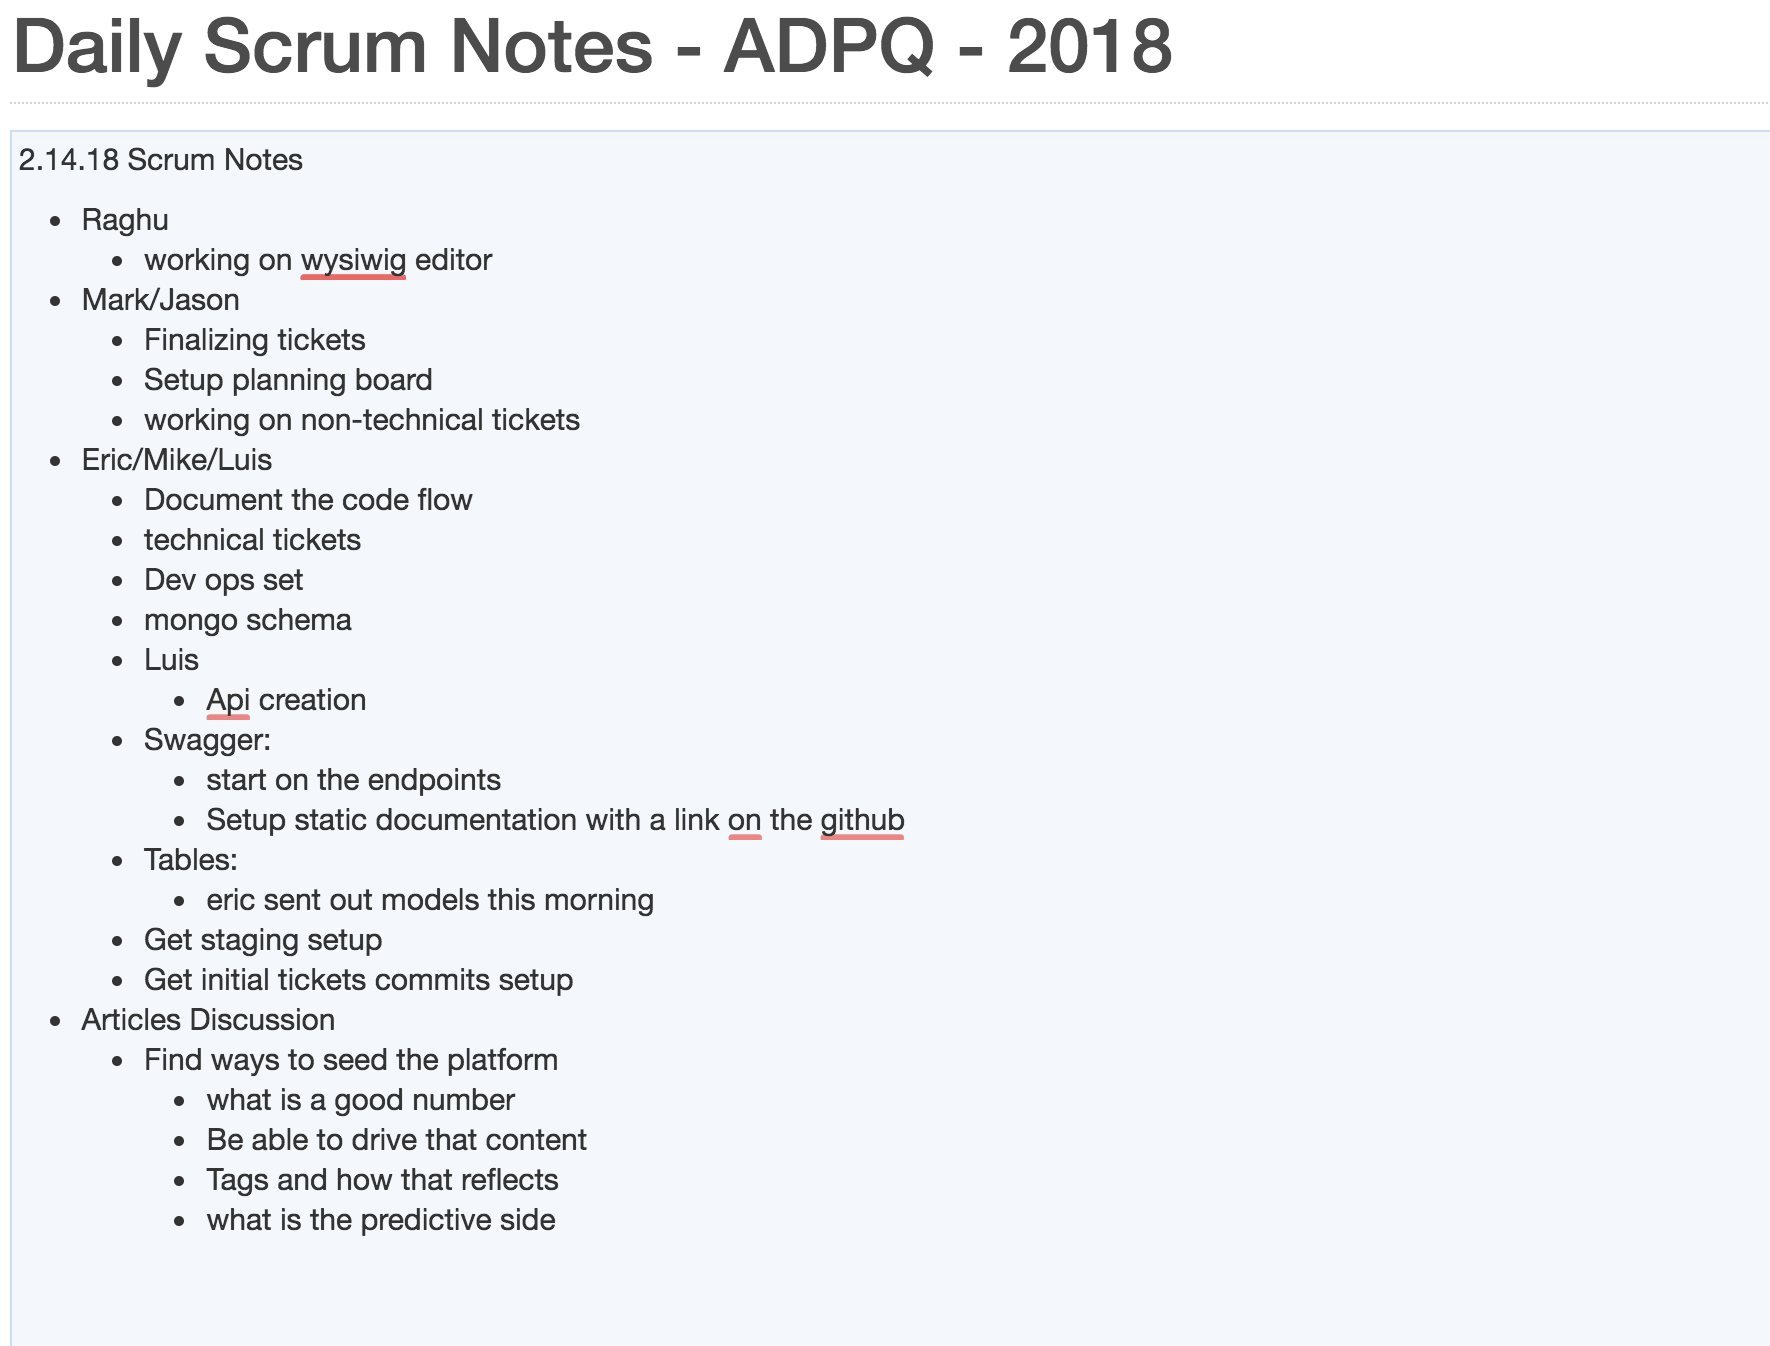 Daily Scrum Notes - ADPQ - 2018
2.14.18 Scrum Notes
Raghu
working on wysiwig editor
Mark/Jason
Finalizing tickets
Setup planning board
working on non-technical tickets
Eric/Mike/Luis
Document the code flow
technical tickets
Dev ops set
mongo schema
Luis
Api creation
Swagger:
start on the endpoints
Setup static documentation with a link on the github
Tables:
eric sent out models this morning
Get staging setup
Get initial tickets commits setup
Articles Discussion
Find ways to seed the platform
what is a good number
Be able to drive that content
Tags and how that reflects
what is the predictive side